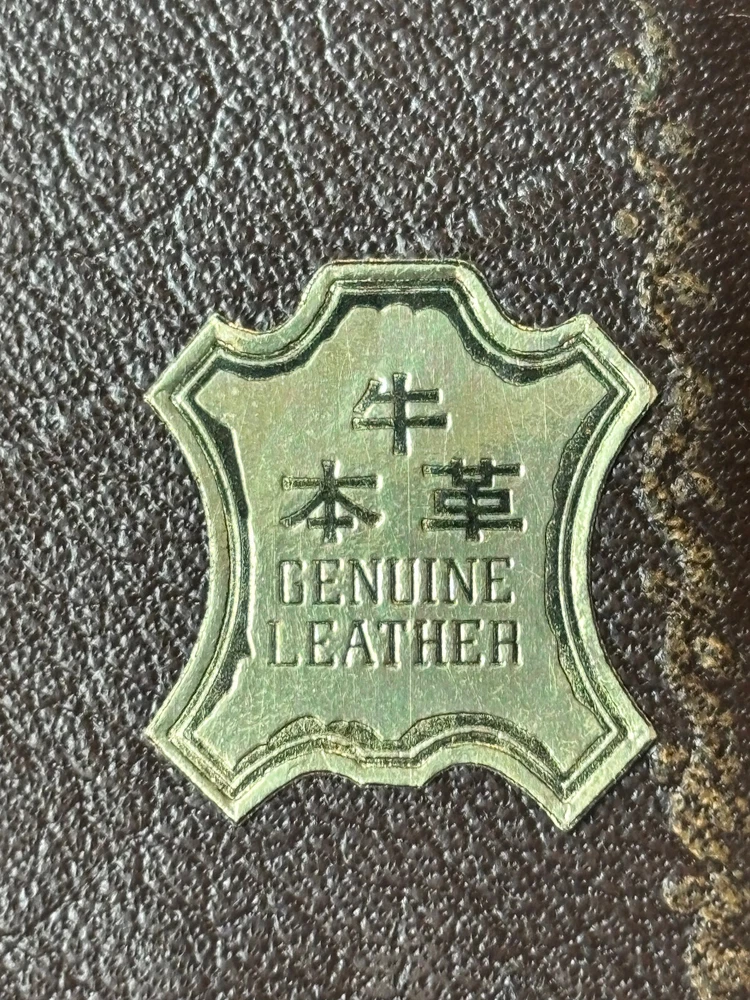 牛
本革
GENUINE
LEATHER